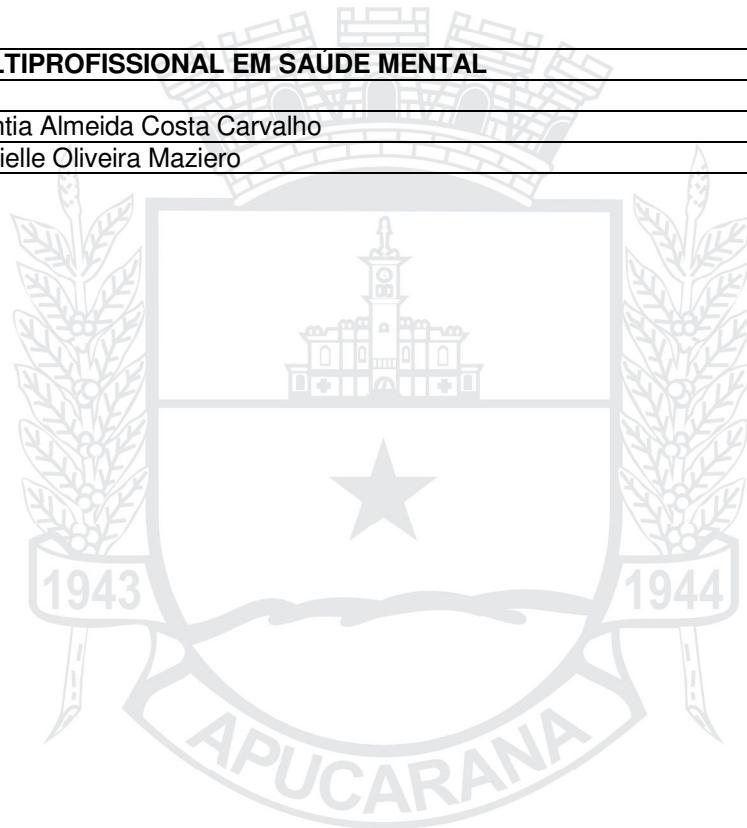 LTIPROFISSIONAL EM SAÚDE MENTAL
ntia Almeida Costa Carvalho
ielle Oliveira Maziero
1943
1944
APUCARANA